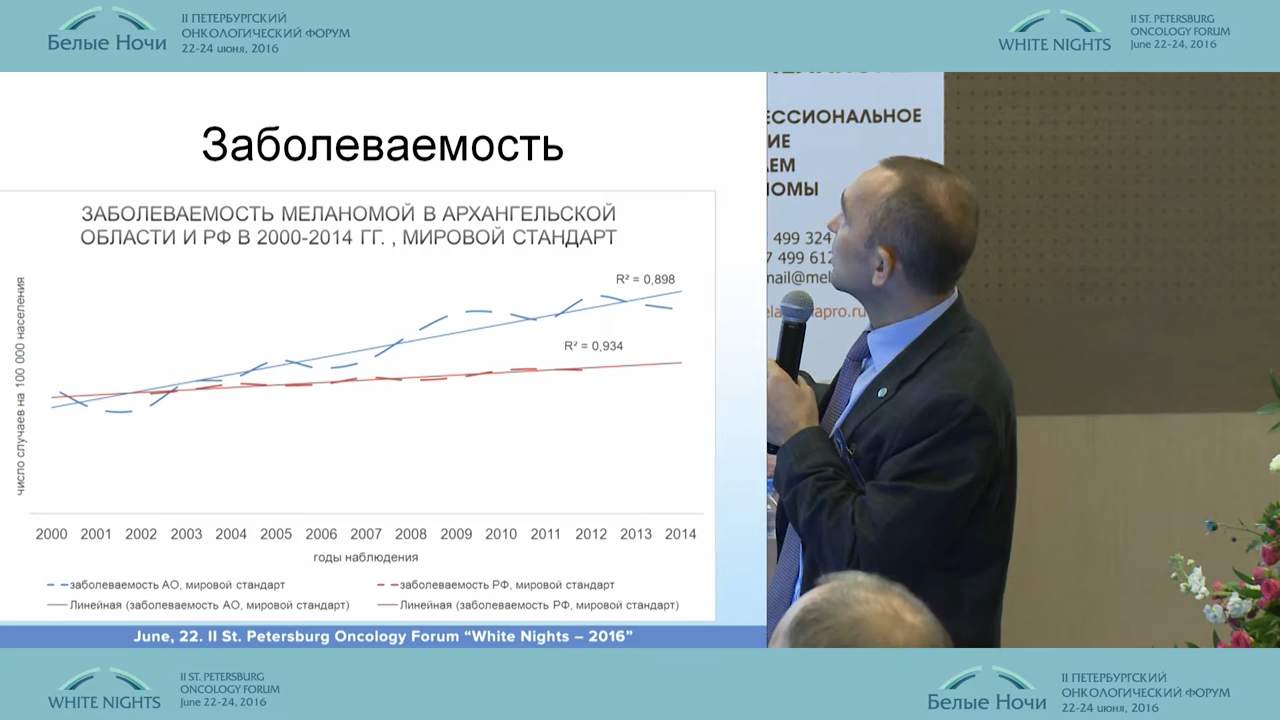 Белые Ночи
II ПЕТЕРБУРГСКИЙ
ОНКОЛОГИЧЕСКИЙ ФОРУМ
22-24 июня, 2016
WHITE NIGHTS
II ST. PETERSBURG
ONCOLOGY FORUM
June 22-24, 2016
Заболеваемость
ЗАБОЛЕВАЕМОСТЬ МЕЛАНОМОЙ В АРХАНГЕЛЬСКОЙ
ОБЛАСТИ И РФ В 2000-2014 ГГ. , МИРОВОЙ СТАНДАРТ
число случаев на 100 000 населения
R² = 0,898
R² = 0,934
2000 2001 2002 2003 2004 2005 2006 2007 2008 2009 2010 2011 2012 2013 2014
годы наблюдения
заболеваемость АО, мировой стандарт
заболеваемость РФ, мировой стандарт
Линейная (заболеваемость АО, мировой стандарт)
Линейная (заболеваемость РФ, мировой стандарт)
June, 22. II St. Petersburg Oncology Forum “White Nights – 2016”
ЕССИОНАЛЬНОЕ
ИЕ
ЕМ
ОМЫ
499 324
7 499 612
mail@mel
apro.ru
WHITE NIGHTS
II ST. PETERSBURG
ONCOLOGY FORUM
June 22-24, 2016
Белые Ночи
II ПЕТЕРБУРГСКИЙ
ОНКОЛОГИЧЕСКИЙ ФОРУМ
22-24 июня, 2016